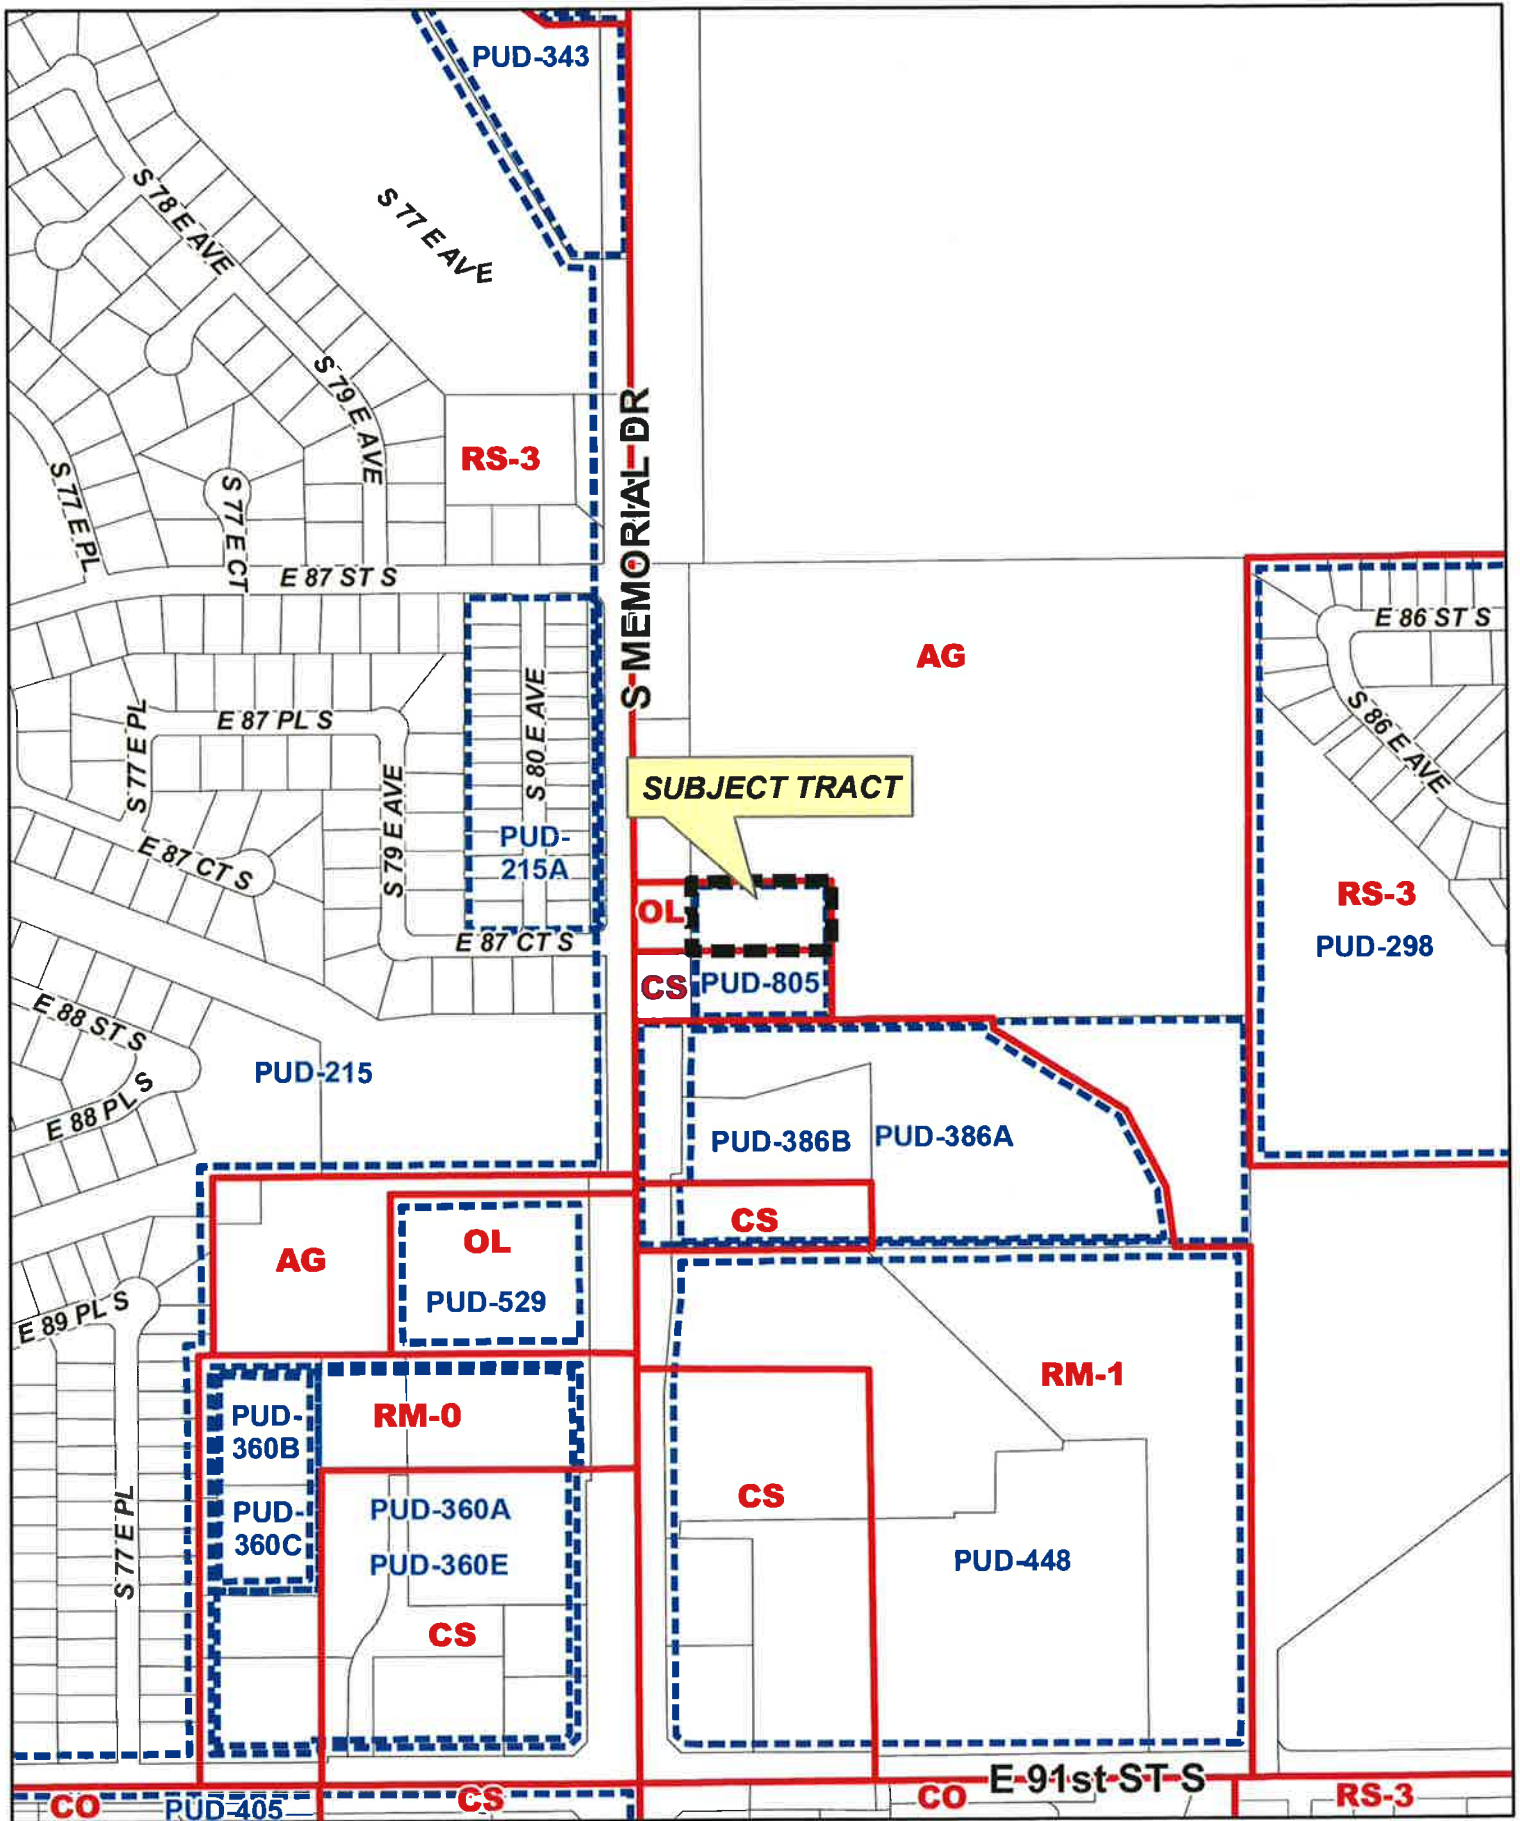 PUD-343
S 78 E AVE
S 77 E AVE
S 79 E AVE
RS-3
S 77 E PL
S 77 E CT
S MEMORIAL DR
E 87 ST S
E 86 ST S
AG
S 86 E AVE
S 80 E AVE
E 87 PL S
S 77 E PL
SUBJECT TRACT
S 79 E AVE
PUD-
215A
E 87 CT S
RS-3
OL
E 87 CT S
PUD-298
CS
PUD-805
E 88 ST S
PUD-215
E 88 PL S
PUD-386B
PUD-386A
CS
OL
AG
PUD-529
E 89 PL S
RM-1
PUD-
360B
RM-0
CS
PUD-
360C
PUD-360A
S 77 E PL
PUD-360E
PUD-448
CS
E 91st ST S
CO
PUD-405
CS
CO
RS-3